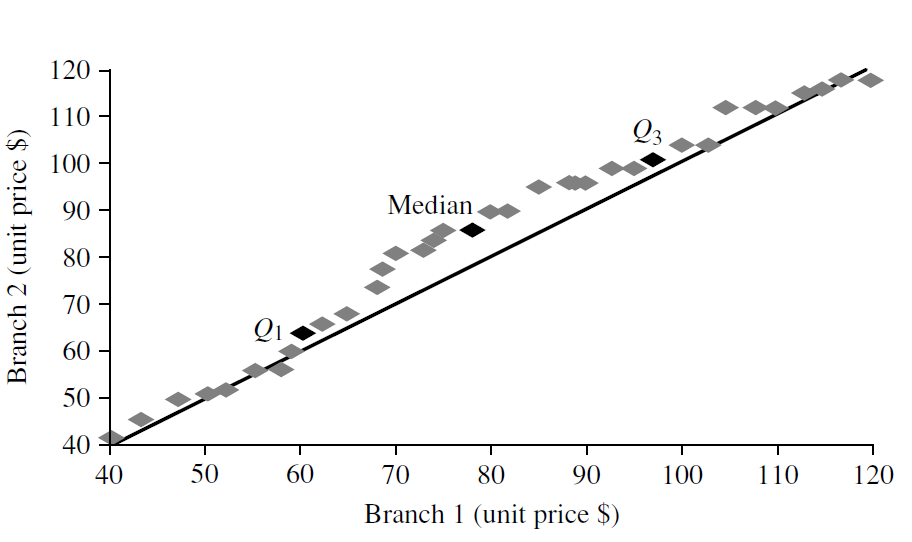 120
110
100
90
80
70
60
50
40
Branch 2 (unit price $)
Q3
Median
Q1
40 50 60 70 80 90 100 110 120
Branch 1 (unit price $)